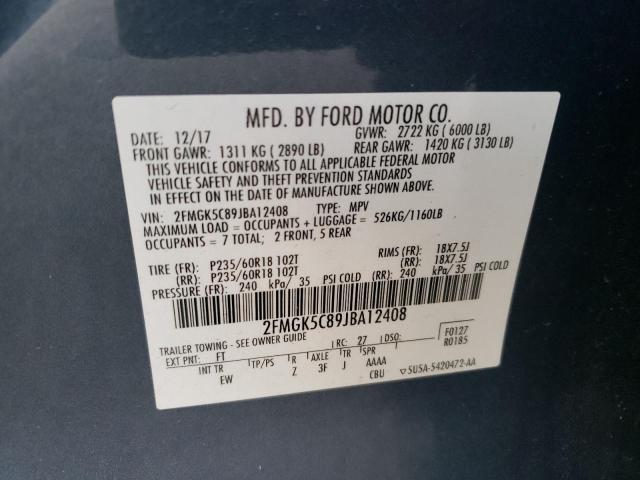 MFD. BY FORD MOTOR CO.
DATE: 12/17 GVWR: 2722 KG ( 6000 LB)
FRONT GAWR: 1311 KG ( 2890 LB) REAR GAWR: 1420 KG ( 3130 LB)
THIS VEHICLE CONFORMS TO ALL APPLICABLE FEDERAL MOTOR
VEHICLE SAFETY AND THEFT PREVENTION STANDARDS
IN EFFECT ON THE DATE OF MANUFACTURE SHOWN ABOVE.
VIN: 2FMGK5C89JBA12408 TYPE: MPV
MAXIMUM LOAD = OCCUPANTS + LUGGAGE = 526KG/1160LB
OCCUPANTS = 7 TOTAL; 2 FRONT, 5 REAR
TIRE (FR): P235/60R18 102T RIMS (FR): 18X7.5J
(RR): P235/60R18 102T (RR): 18X7.5J
PRESSURE (FR): 240 kPa/ 35 PSI COLD (RR): 240 kPa/ 35 PSI COLD
2FMGK5C89JBA12408
TRAILER TOWING - SEE OWNER GUIDE
EXT PNT: FT RC: 27 DSO:
F0127
R0185
INT TR TP/PS R AXLE TR SPR
EW Z 3F J AAAA
CBU
▽5U5A-5420472-AA